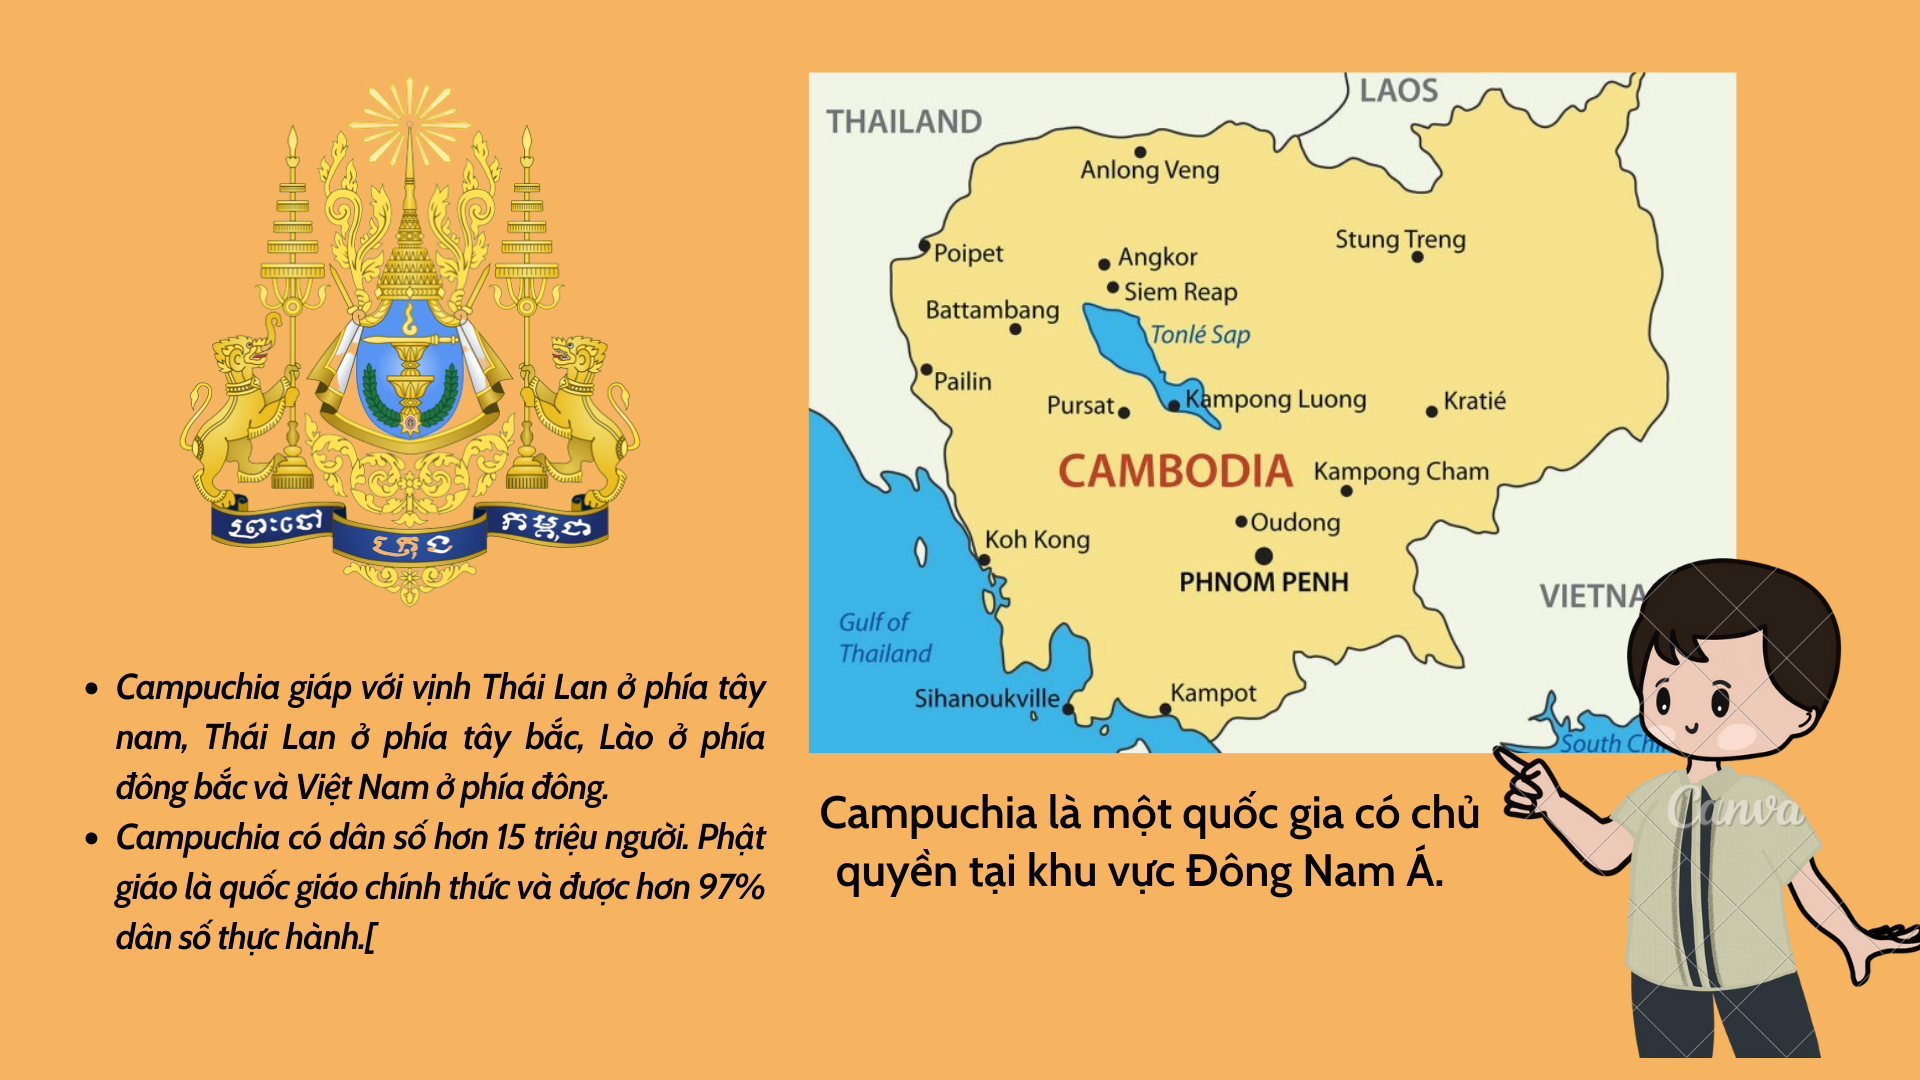 ព្រះចៅ
ក្រុង
កម្ពុជា
Campuchia giáp với vịnh Thái Lan ở phía tây
nam, Thái Lan ở phía tây bắc, Lào ở phía
đông bắc và Việt Nam ở phía đông.
Campuchia có dân số hơn 15 triệu người. Phật
giáo là quốc giáo chính thức và được hơn 97%
dân số thực hành.[
LAOS
THAILAND
Anlong Veng
Stung Treng
Poipet
Angkor
Siem Reap
Battambang
Tonlé Sap
Pailin
Pursat
Kampong Luong
Kratié
CAMBODIA
Kampong Cham
Oudong
Koh Kong
PHNOM PENH
VIETNA
Gulf of
Thailand
Sihanoukville
Kampot
South Chi
Campuchia là một quốc gia có chủ
quyền tại khu vực Đông Nam Á.
Canva